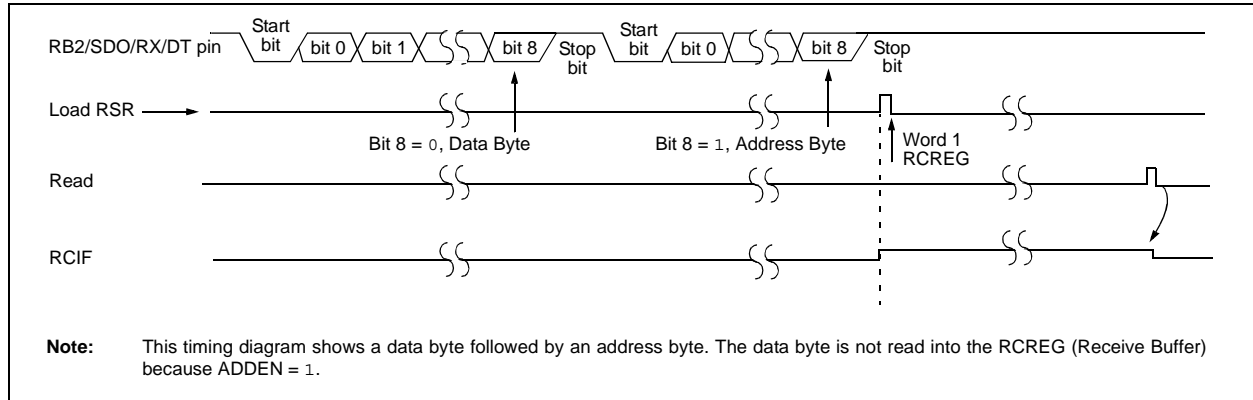 Start bit
Start bit
RB2/SDO/RX/DT pin
bit 0
bit 1
bit 8
Stop bit
bit 0
bit 8
Stop bit
Load RSR
Bit 8 = 0, Data Byte
Bit 8 = 1, Address Byte
Word 1
RCREG
Read
RCIF
Note: This timing diagram shows a data byte followed by an address byte. The data byte is not read into the RCREG (Receive Buffer)
because ADDEN = 1.